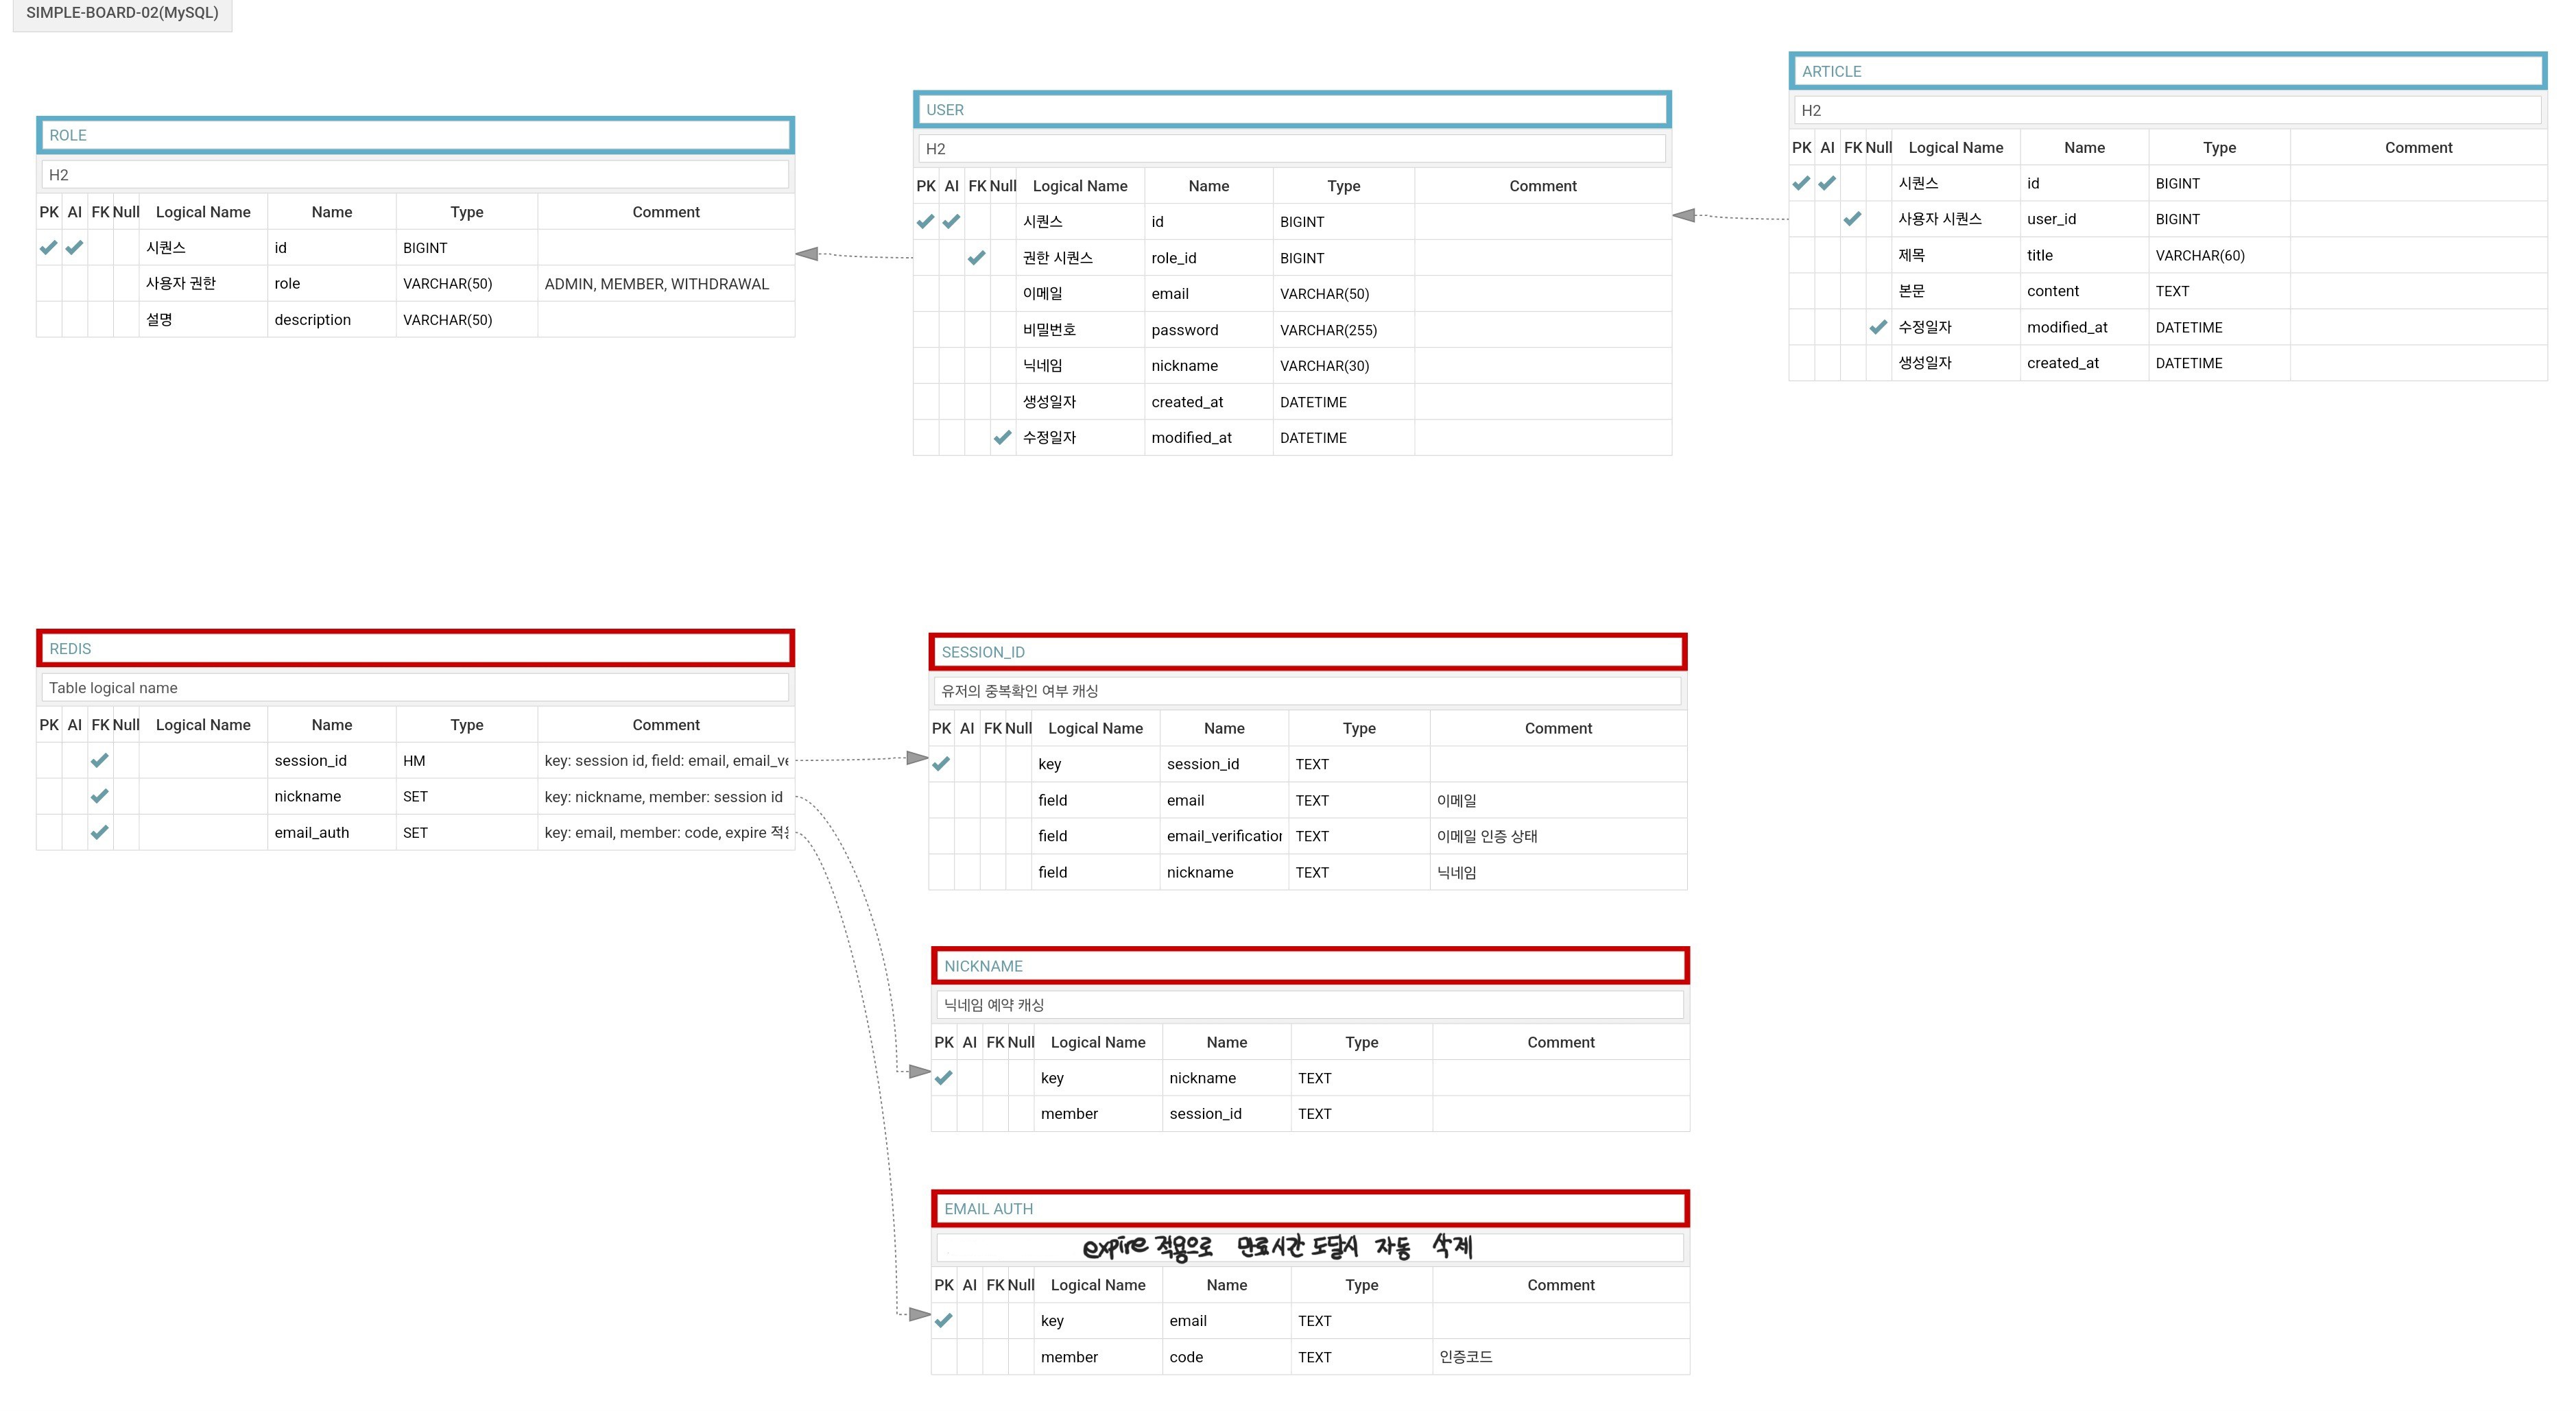 SIMPLE-BOARD-02(MySQL)
ROLE
H2
PK AI FK Null Logical Name Name Type Comment
시퀀스 id BIGINT
사용자 권한 role VARCHAR(50) ADMIN, MEMBER, WITHDRAWAL
설명 description VARCHAR(50)
USER
H2
PK AI FK Null Logical Name Name Type Comment
시퀀스 id BIGINT
권한 시퀀스 role_id BIGINT
이메일 email VARCHAR(50)
비밀번호 password VARCHAR(255)
닉네임 nickname VARCHAR(30)
생성일자 created_at DATETIME
수정일자 modified_at DATETIME
ARTICLE
H2
PK AI FK Null Logical Name Name Type Comment
시퀀스 id BIGINT
사용자 시퀀스 user_id BIGINT
제목 title VARCHAR(60)
본문 content TEXT
수정일자 modified_at DATETIME
생성일자 created_at DATETIME
REDIS
Table logical name
PK AI FK Null Logical Name Name Type Comment
session_id HM key: session id, field: email, email_ve
nickname SET key: nickname, member: session id
email_auth SET key: email, member: code, expire 적용
SESSION_ID
유저의 중복확인 여부 캐싱
PK AI FK Null Logical Name Name Type Comment
key session_id TEXT
field email TEXT 이메일
field email_verification TEXT 이메일 인증 상태
field nickname TEXT 닉네임
NICKNAME
닉네임 예약 캐싱
PK AI FK Null Logical Name Name Type Comment
key nickname TEXT
member session_id TEXT
EMAIL AUTH
expire 적용으로 만료시간 도달시 자동 삭제
PK AI FK Null Logical Name Name Type Comment
key email TEXT
member code TEXT 인증코드